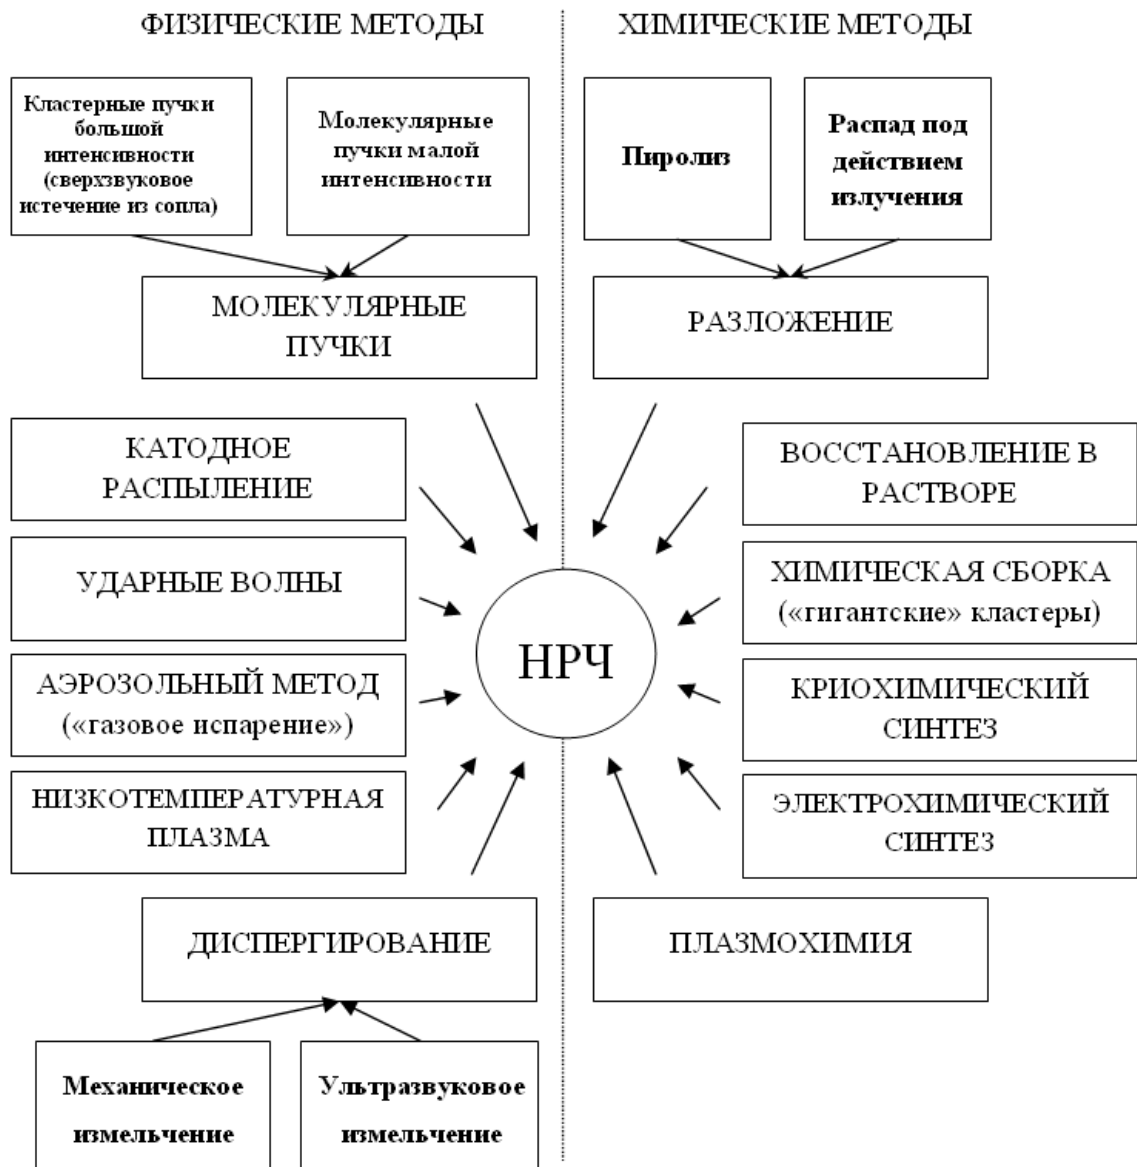 ФИЗИЧЕСКИЕ МЕТОДЫ
ХИМИЧЕСКИЕ МЕТОДЫ
Кластерные пучки
большой
интенсивности
(сверхзвуковое
истечение из сопла)
Молекулярные
пучки малой
интенсивности
Пиролиз
Распад под
действием
излучения
МОЛЕКУЛЯРНЫЕ
ПУЧКИ
РАЗЛОЖЕНИЕ
КАТОДНОЕ
РАСПЫЛЕНИЕ
ВОССТАНОВЛЕНИЕ В
РАСТВОРЕ
УДАРНЫЕ ВОЛНЫ
ХИМИЧЕСКАЯ СБОРКА
(«гигантские» кластеры)
НРЧ
АЭРОЗОЛЬНЫЙ МЕТОД
(«газовое испарение»)
КРИОХИМИЧЕСКИЙ
СИНТЕЗ
НИЗКОТЕМПЕРАТУРНАЯ
ПЛАЗМА
ЭЛЕКТРОХИМИЧЕСКИЙ
СИНТЕЗ
ДИСПЕРГИРОВАНИЕ
ПЛАЗМОХИМИЯ
Механическое
измельчение
Ультразвуковое
измельчение